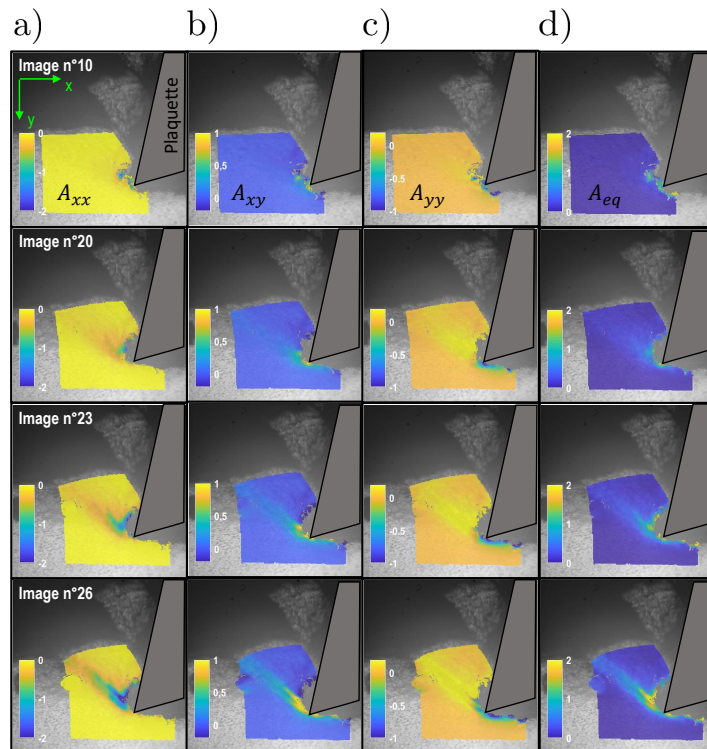 a) b) c) d)
Image n°10
x
y
Plaquette
0 1 0 2
-1 0.5 -0.5 1
-2 0 -1 0
A_xx A_xy A_yy A_eq
Image n°20
0 1 0 2
-1 0.5 -0.5 1
-2 0 -1 0
Image n°23
0 1 0 2
-1 0.5 -0.5 1
-2 0 -1 0
Image n°26
0 1 0 2
-1 0.5 -0.5 1
-2 0 -1 0